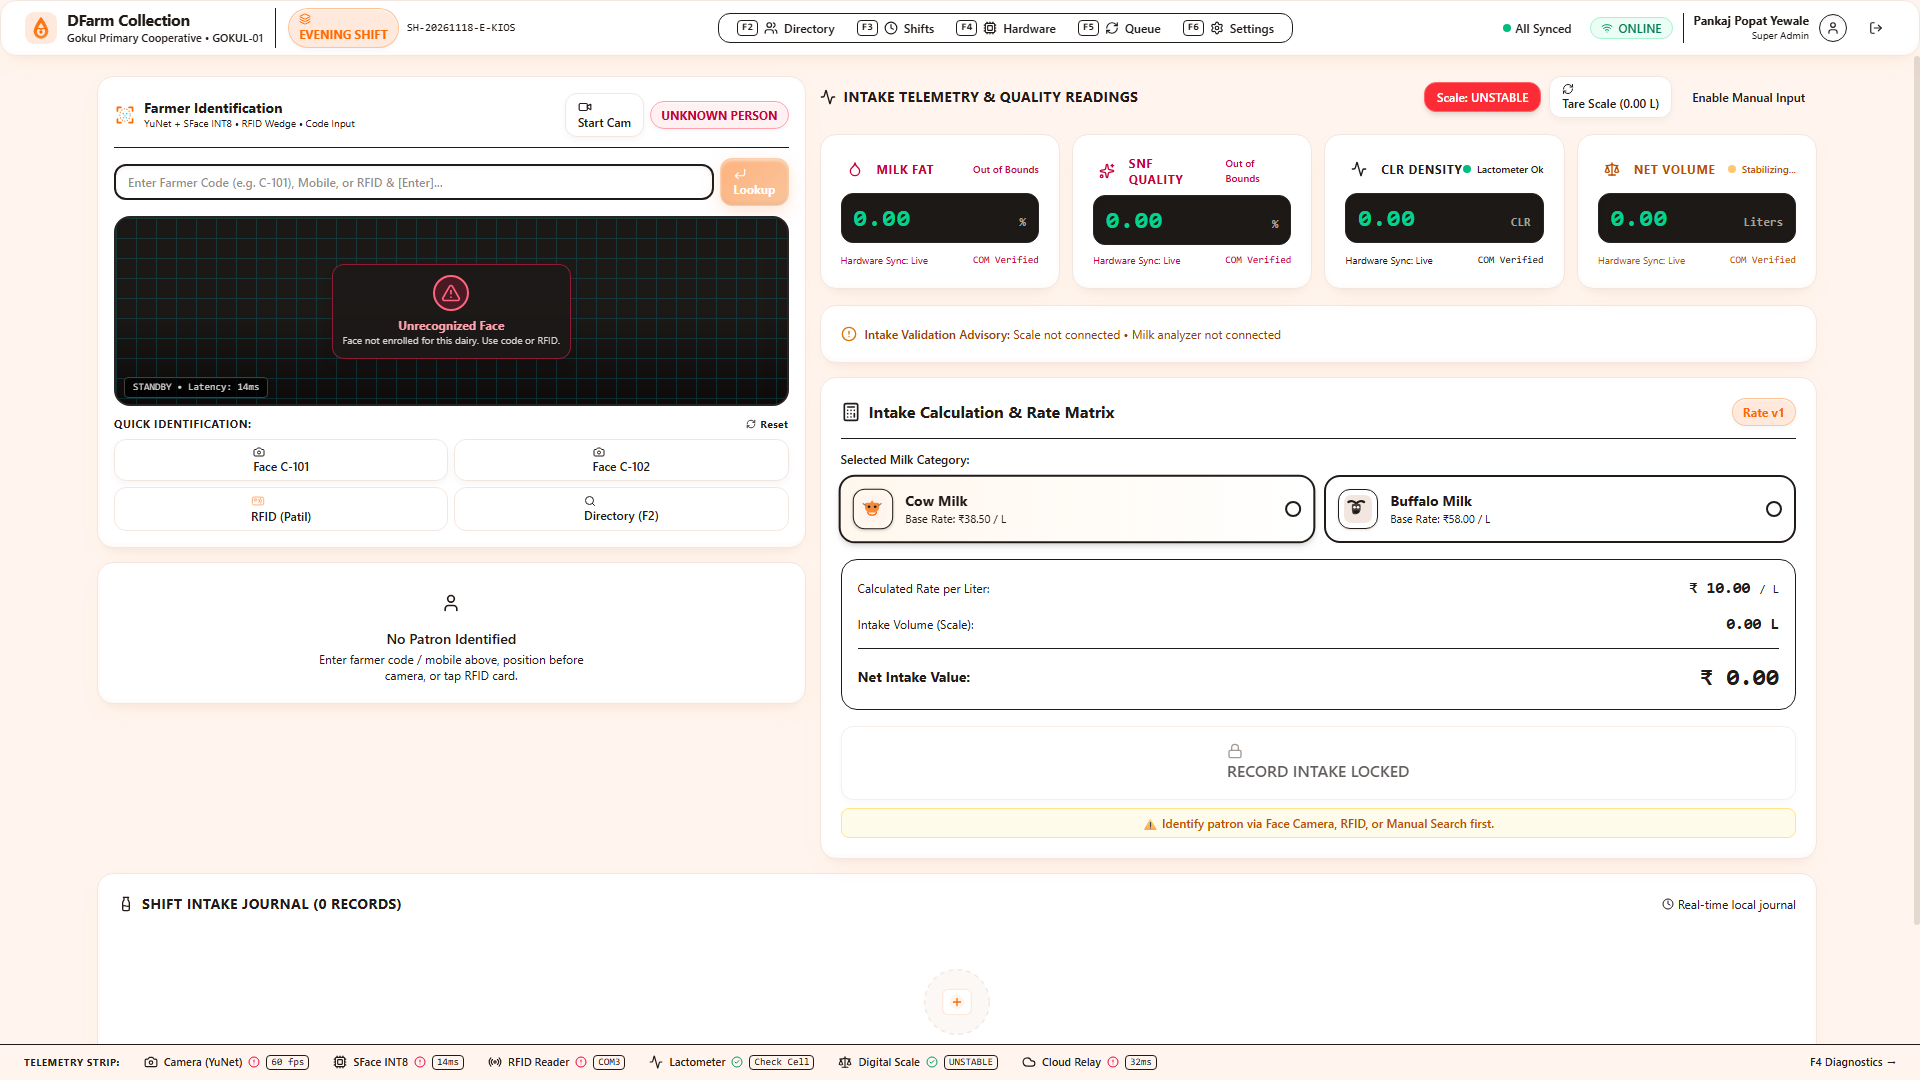 DFarm Collection
Gokul Primary Cooperative • GOKUL-01
EVENING SHIFT
SH-20261118-E-KIOS
F2 Directory
F3 Shifts
F4 Hardware
F5 Queue
F6 Settings
All Synced
ONLINE
Pankaj Popat Yewale
Super Admin
Farmer Identification
YuNet + SFace INT8 • RFID Wedge • Code Input
Start Cam
UNKNOWN PERSON
Enter Farmer Code (e.g. C-101), Mobile, or RFID & [Enter]...
Lookup
Unrecognized Face
Face not enrolled for this dairy. Use code or RFID.
STANDBY • Latency: 14ms
QUICK IDENTIFICATION:
Reset
Face C-101
Face C-102
RFID (Patil)
Directory (F2)
No Patron Identified
Enter farmer code / mobile above, position before
camera, or tap RFID card.
INTAKE TELEMETRY & QUALITY READINGS
Scale: UNSTABLE
Tare Scale (0.00 L)
Enable Manual Input
MILK FAT
Out of Bounds
0.00 %
Hardware Sync: Live
COM Verified
SNF
QUALITY
Out of
Bounds
0.00 %
Hardware Sync: Live
COM Verified
CLR DENSITY
Lactometer Ok
0.00 CLR
Hardware Sync: Live
COM Verified
NET VOLUME
Stabilizing...
0.00 Liters
Hardware Sync: Live
COM Verified
Intake Validation Advisory: Scale not connected • Milk analyzer not connected
Intake Calculation & Rate Matrix
Rate v1
Selected Milk Category:
Cow Milk
Base Rate: ₹38.50 / L
Buffalo Milk
Base Rate: ₹58.00 / L
Calculated Rate per Liter:
₹ 10.00 / L
Intake Volume (Scale):
0.00 L
Net Intake Value:
₹ 0.00
RECORD INTAKE LOCKED
Identify patron via Face Camera, RFID, or Manual Search first.
SHIFT INTAKE JOURNAL (0 RECORDS)
Real-time local journal
TELEMETRY STRIP:
Camera (YuNet) 60 fps
SFace INT8 14ms
RFID Reader COM3
Lactometer Check Cell
Digital Scale UNSTABLE
Cloud Relay 32ms
F4 Diagnostics →